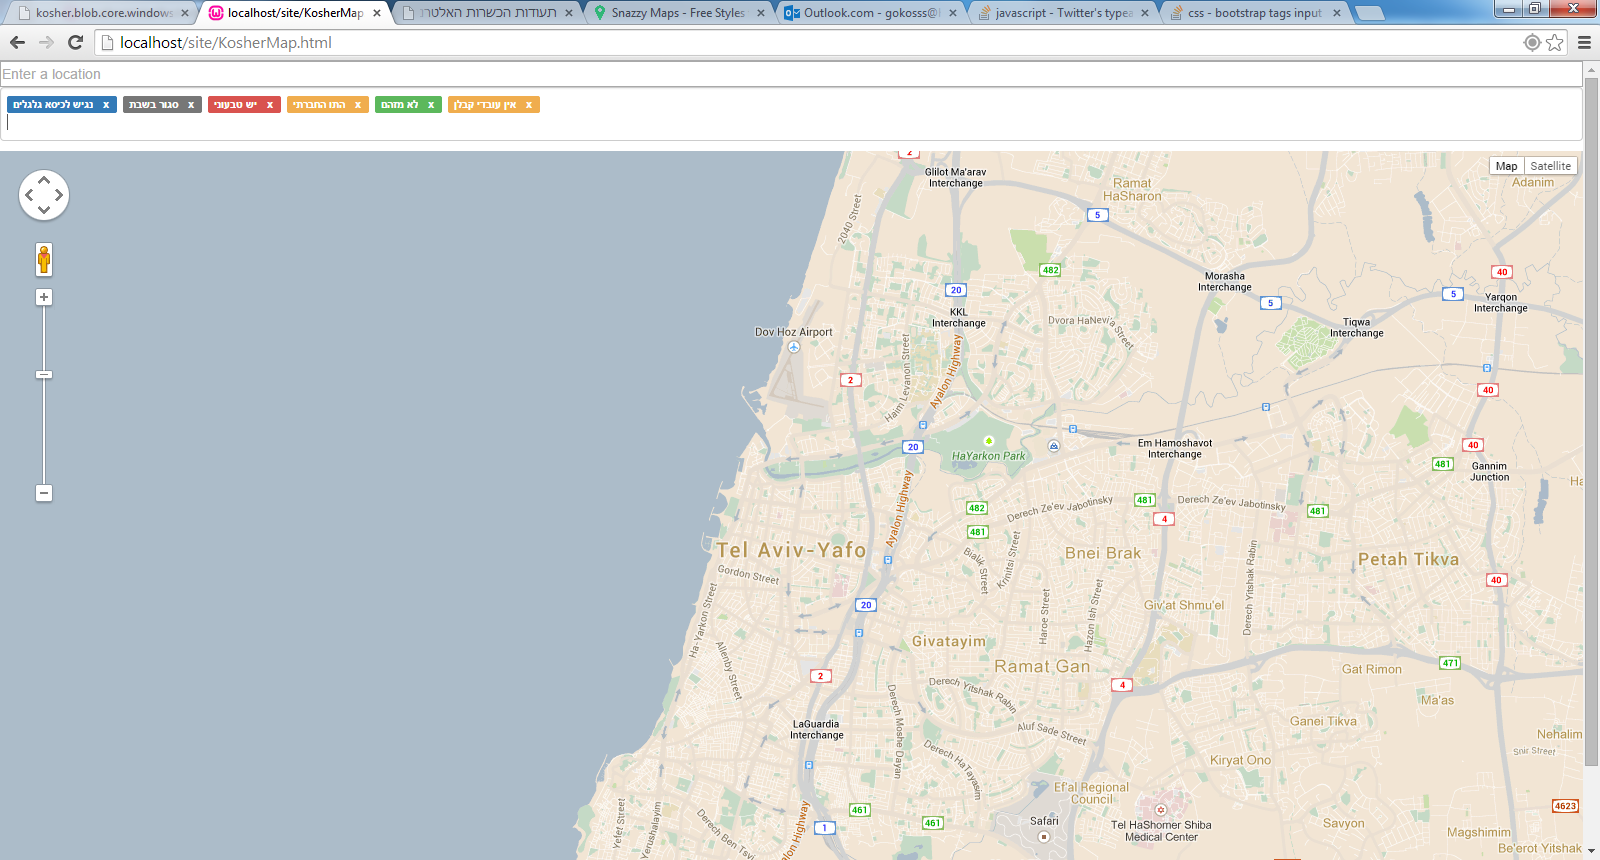 kosher.blob.core.windows
localhost/site/KosherMap
תעודות הכשרות האלטרנ
Snazzy Maps - Free Styles
Outlook.com - gokosss@
javascript - Twitter's typea
css - bootstrap tags input
localhost/site/KosherMap.html
Enter a location
נגיש לכיסא גלגלים x
סגור בשבת x
יש טבעוני x
התו החברתי x
לא מזהם x
אין עובדי קבלן x
Map Satellite
2
Glilot Ma'arav
Interchange
Ramat
HaSharon
Adanim
2040 Street
5
482
Morasha
Interchange
40
20
5
5
Yarqon
Interchange
KKL
Interchange
Dvora HaNevi'a Street
Tiqwa
Interchange
Dov Hoz Airport
Haim Levanon Street
Ayalon Highway
2
40
20
HaYarkon Park
Em Hamoshavot
Interchange
40
481
Gannim
Junction
Ha
Ayalon Highway
482
481
Derech Ze'ev Jabotinsky
481
Derech Ze'ev Jabotinsky
481
4
Tel Aviv-Yafo
Bnei Brak
Petah Tikva
Gordon Street
Bialik Street
Krinitsi Street
Derech Yitshak Rabin
40
20
Ha-Yarkon Street
Haroe Street
Hazon Ish Street
Giv'at Shmu'el
Givatayim
Allenby Street
Ramat Gan
471
Gat Rimon
2
Derech Yitshak Rabin
4
Ma'as
Derech Moshe Dayan
LaGuardia
Interchange
Aluf Sade Street
Ganei Tikva
Nehalim
Snir Street
Derech HaTayasim
Kiryat Ono
Ef'al Regional
Council
Yefet Street
Yerushalayim
Ayalon Highway
461
461
Safari
4623
1
Tel HaShomer Shiba
Medical Center
Savyon
Magshimim
Derech Ben Tsvi
Be'erot Yitshak